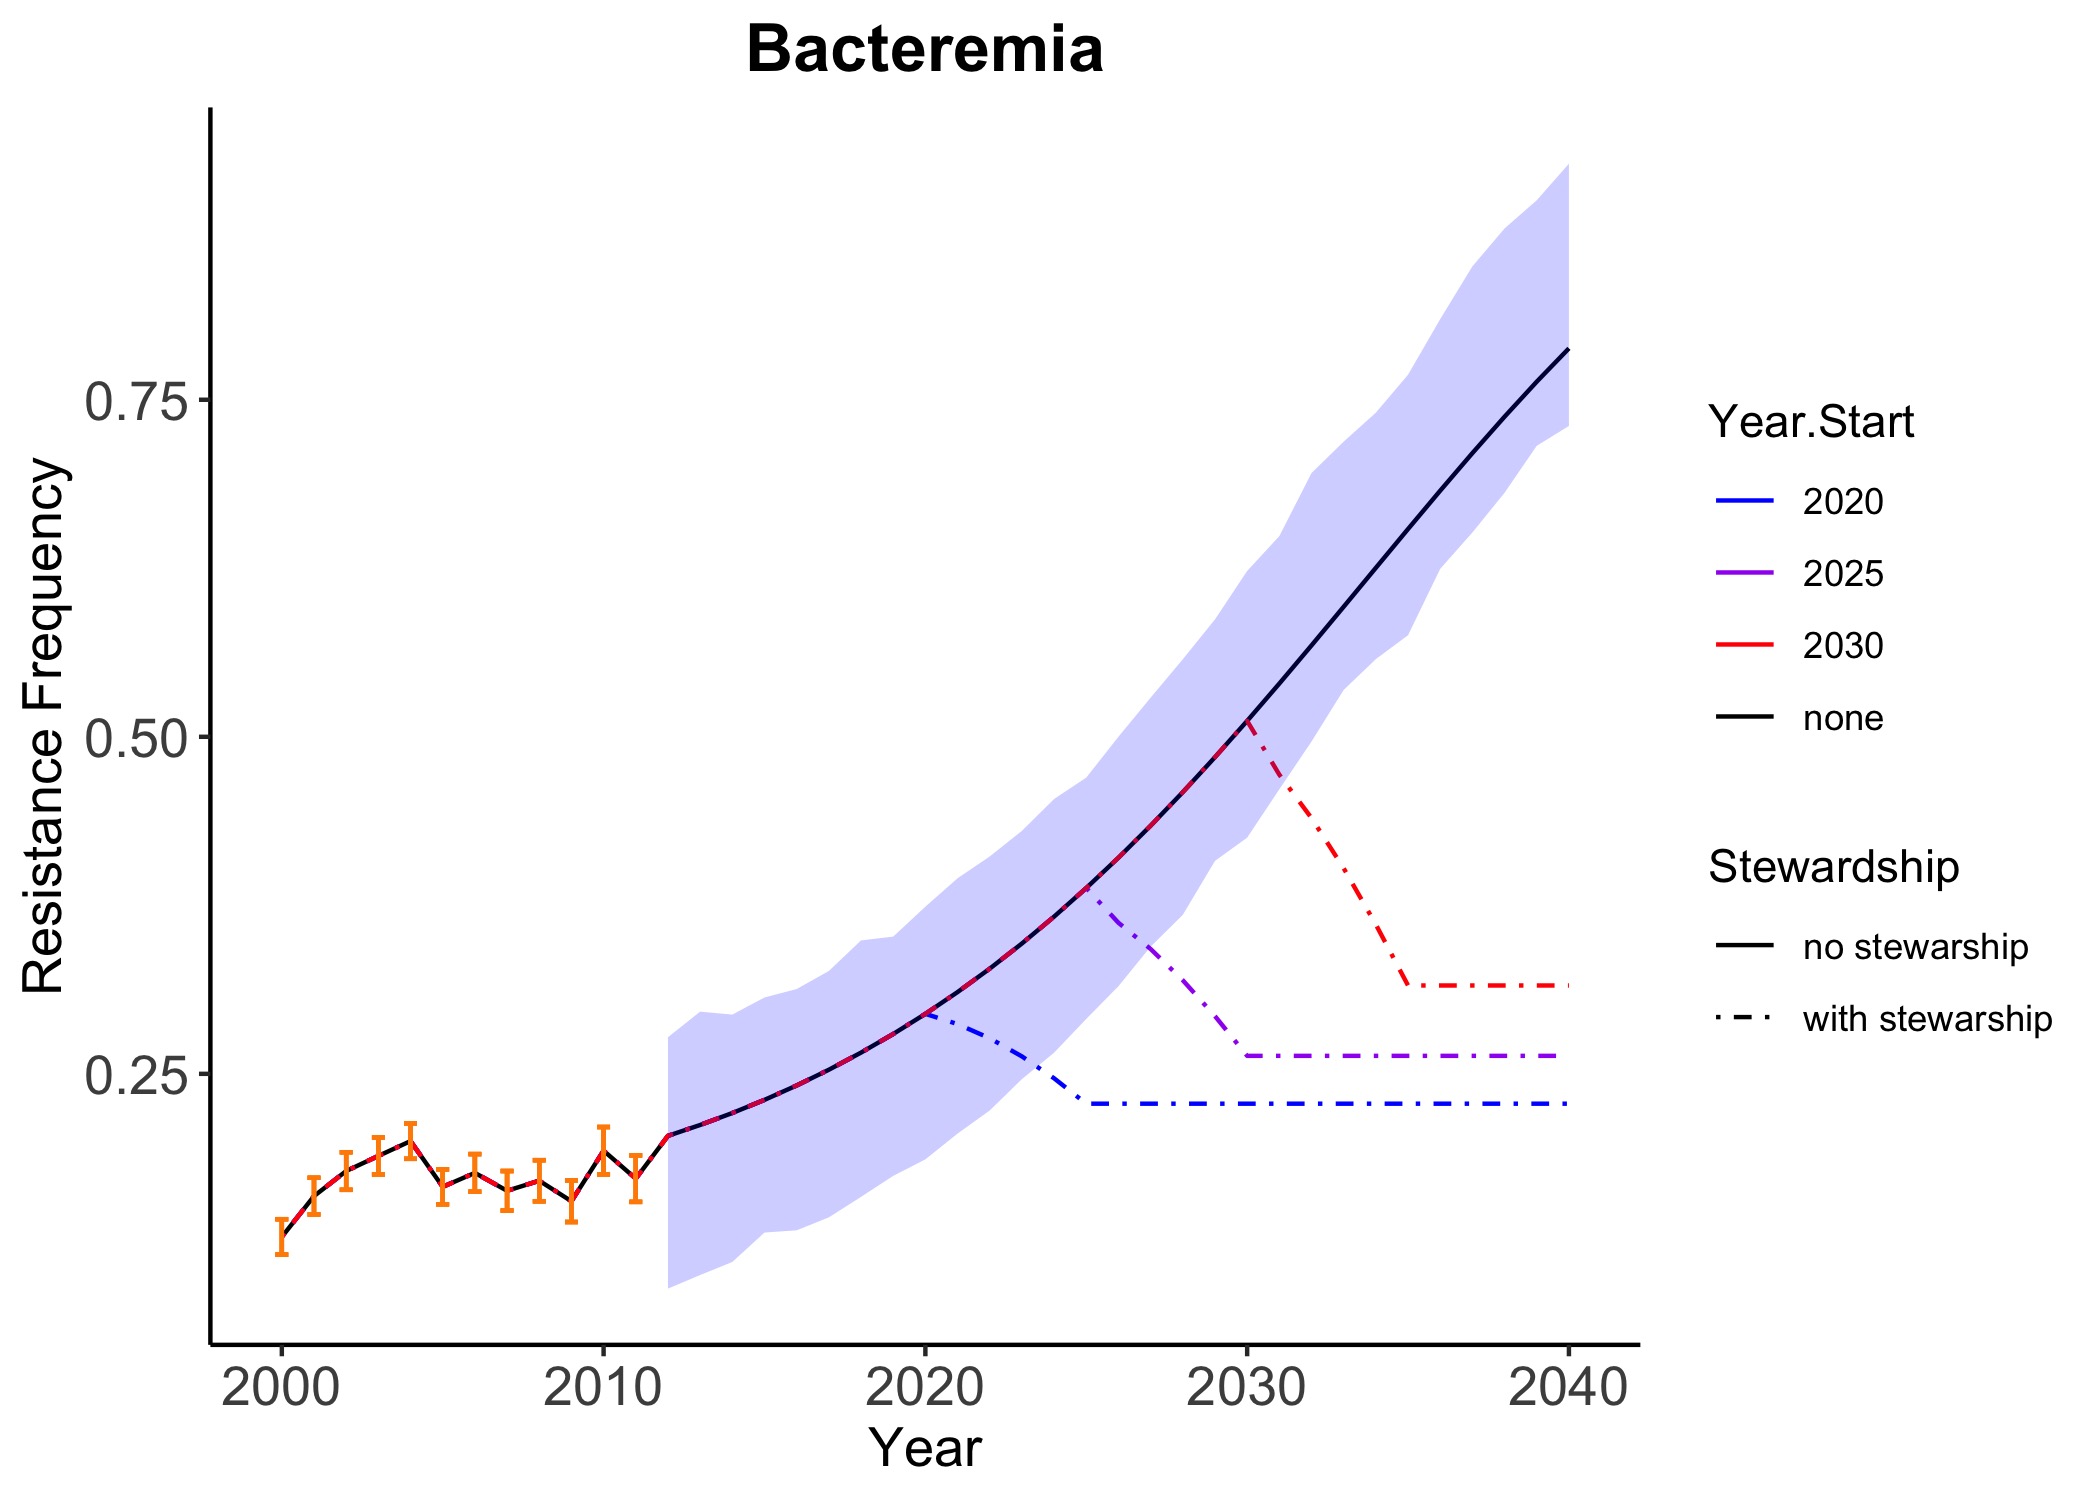 Bacteremia
Resistance Frequency
0.75
0.50
0.25
2000 2010 2020 2030 2040
Year
Year.Start
2020
2025
2030
none
Stewardship
no stewarship
with stewarship